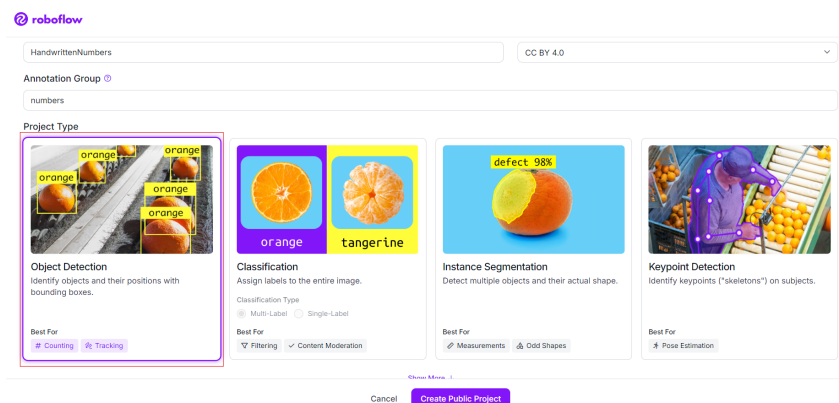 roboflow
HandwrittenNumbers
CC BY 4.0
Annotation Group
numbers
Project Type
orange
orange
orange
orange
orange
orange
tangerine
defect 98%
Object Detection
Identify objects and their positions with
bounding boxes.
Best For
# Counting
Tracking
Classification
Assign labels to the entire image.
Classification Type
Multi-Label
Single-Label
Best For
Filtering
Content Moderation
Instance Segmentation
Detect multiple objects and their actual shape.
Best For
Measurements
Odd Shapes
Keypoint Detection
Identify keypoints ("skeletons") on subjects.
Best For
Pose Estimation
Show More ↓
Cancel
Create Public Project